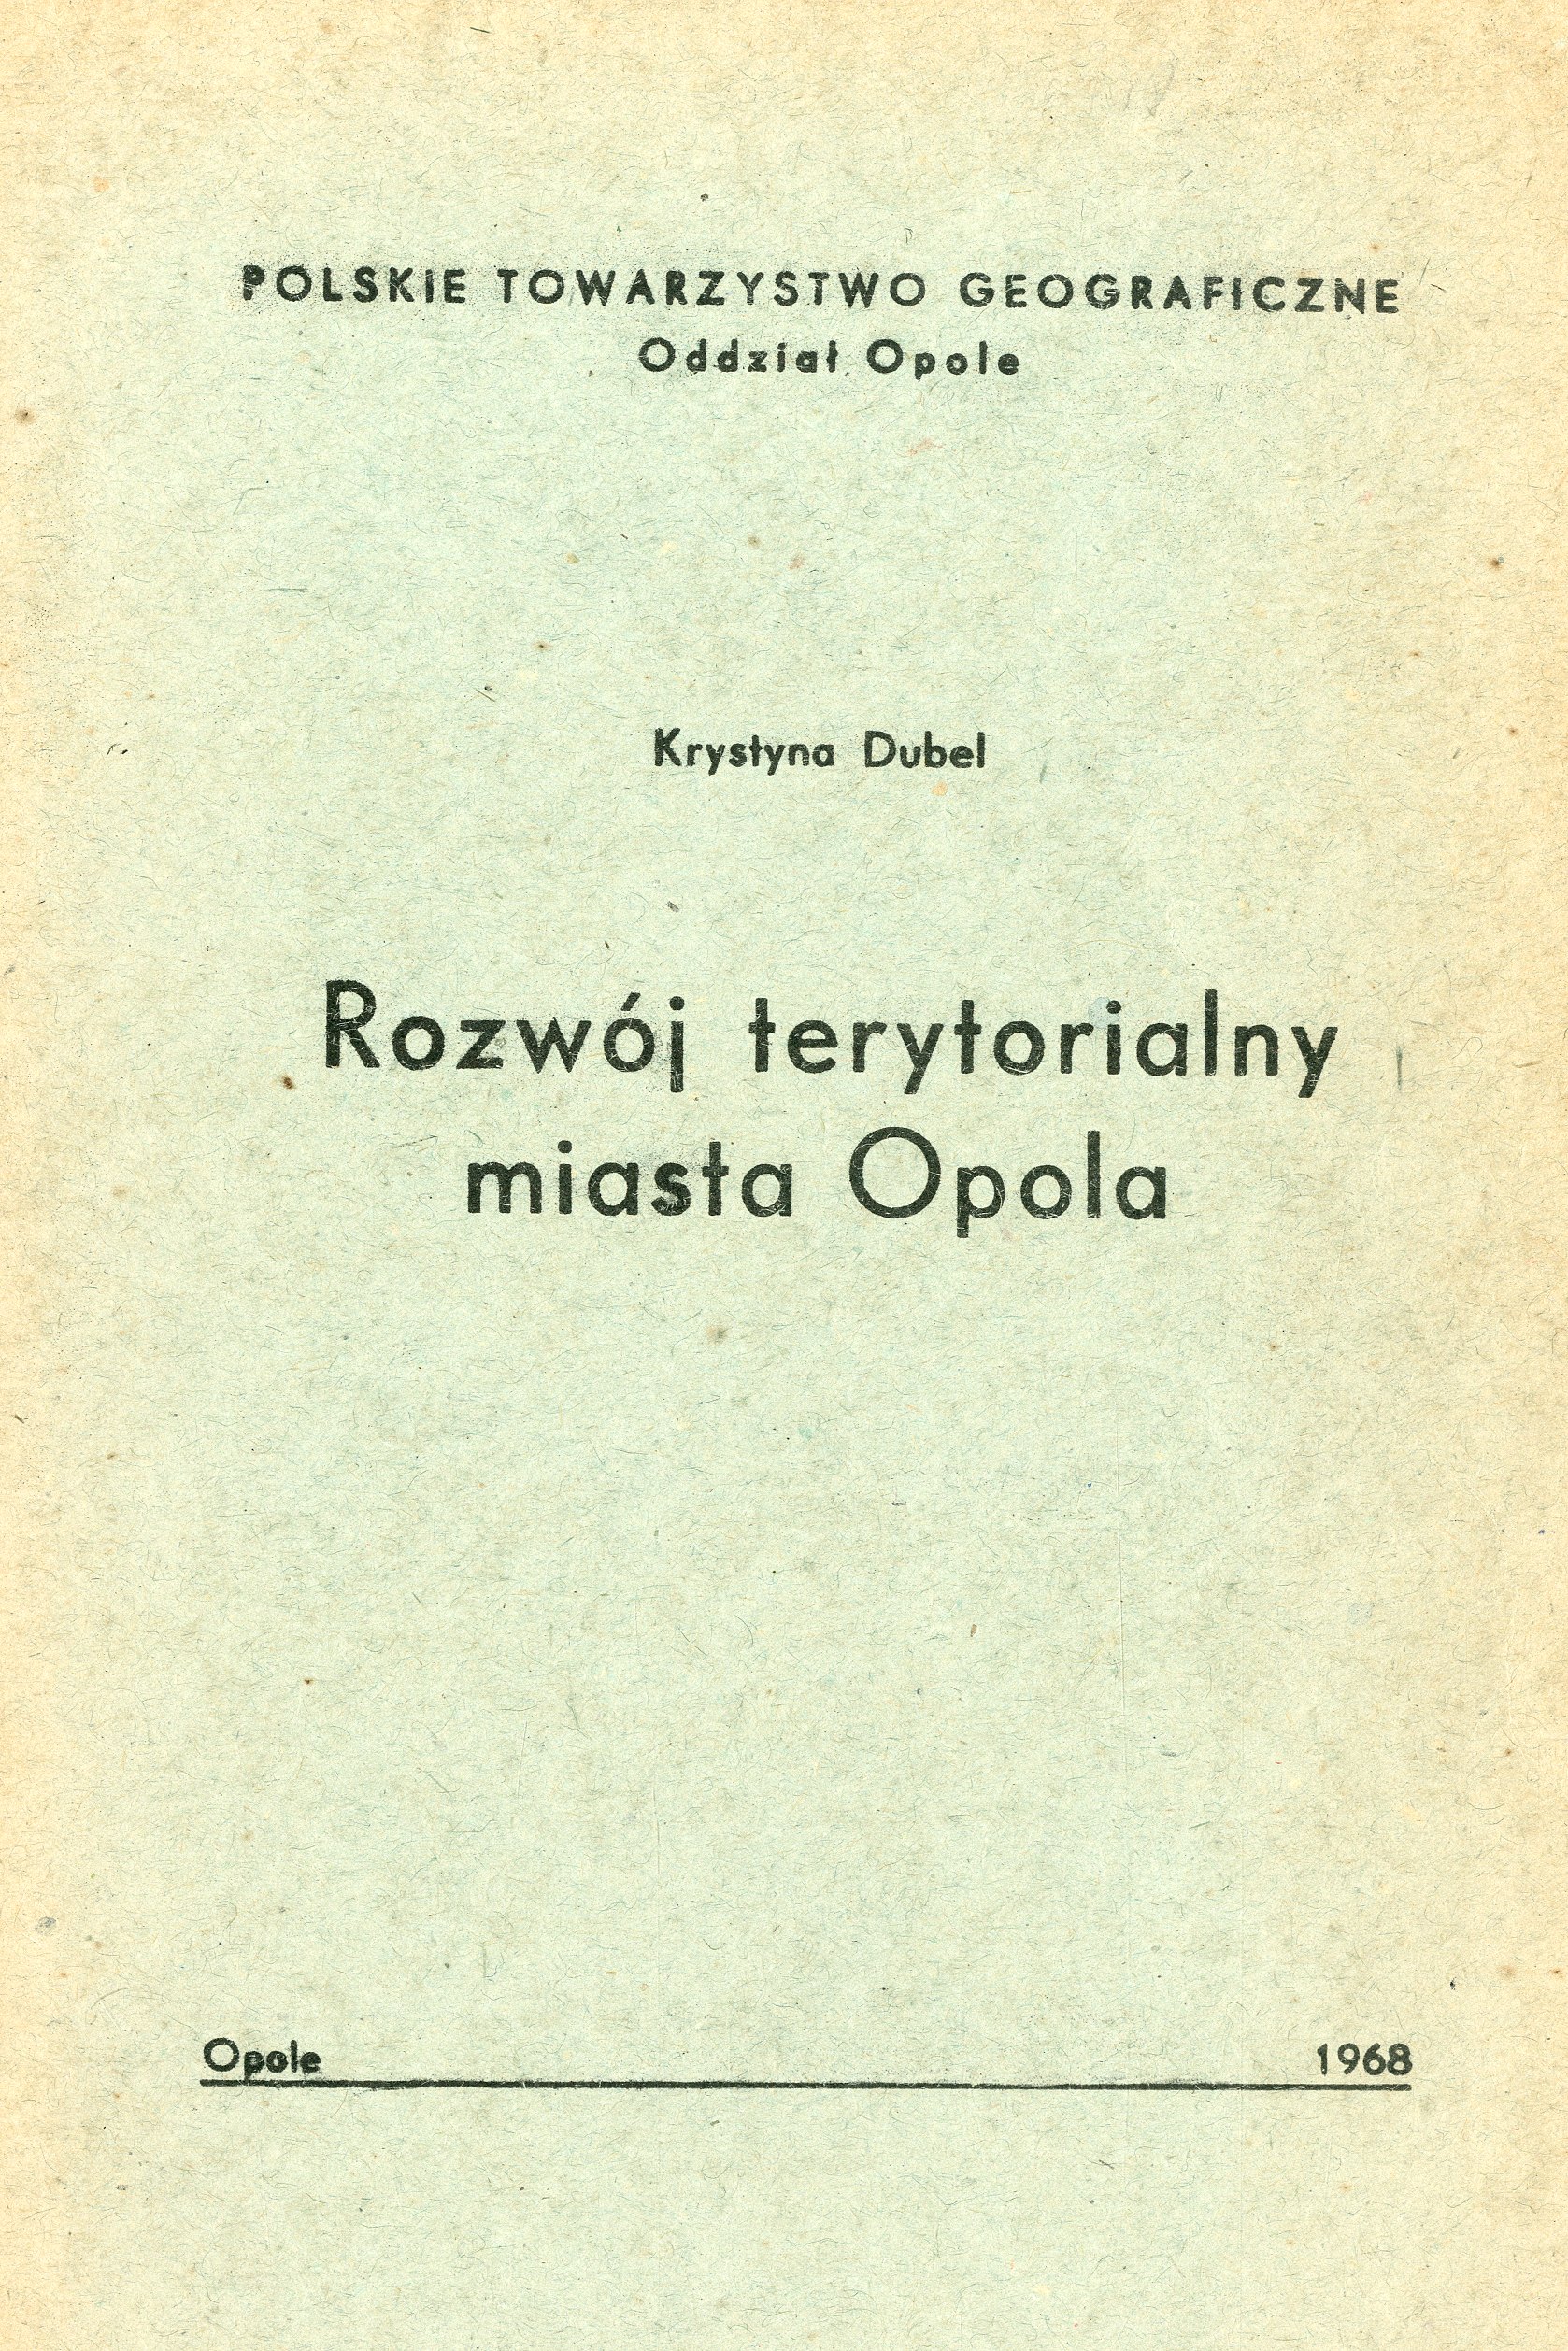 POLSKIE TOWARZYSTWO GEOGRAFICZNE
Oddział Opole
Krystyna Dubel
Rozwój terytorialny
miasta Opola
Opole 1968